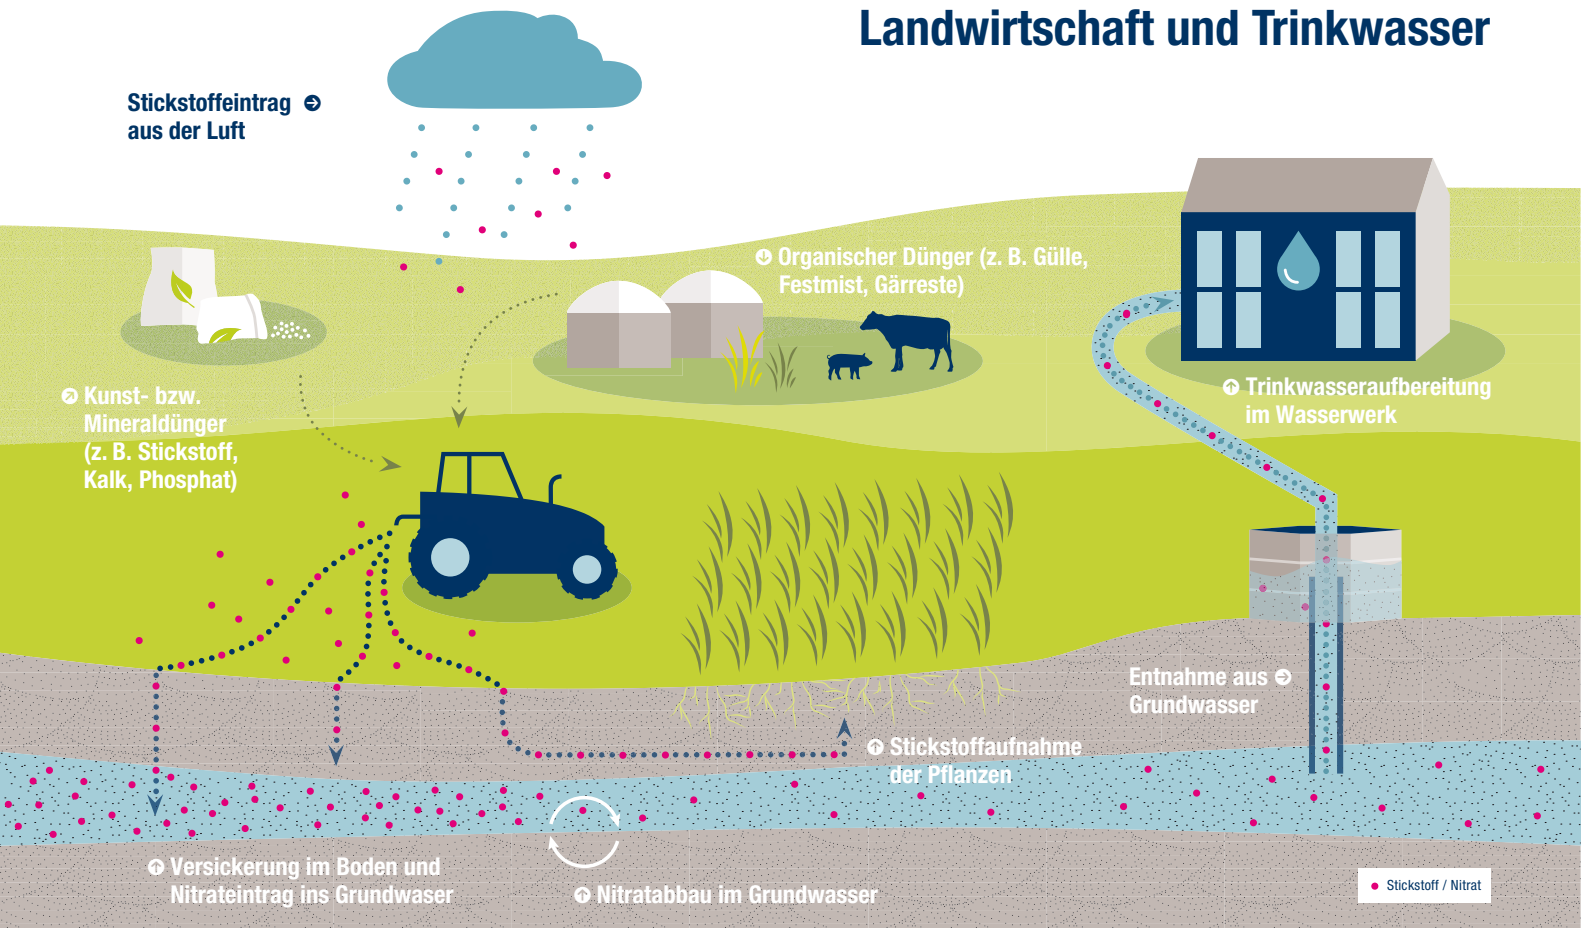 Landwirtschaft und Trinkwasser
Stickstoffeintrag
aus der Luft
Organischer Dünger (z. B. Gülle,
Festmist, Gärreste)
Kunst- bzw.
Mineraldünger
(z. B. Stickstoff,
Kalk, Phosphat)
Trinkwasseraufbereitung
im Wasserwerk
Entnahme aus
Grundwasser
Stickstoffaufnahme
der Pflanzen
Versickerung im Boden und
Nitrateintrag ins Grundwaser
Nitratabbau im Grundwasser
Stickstoff / Nitrat